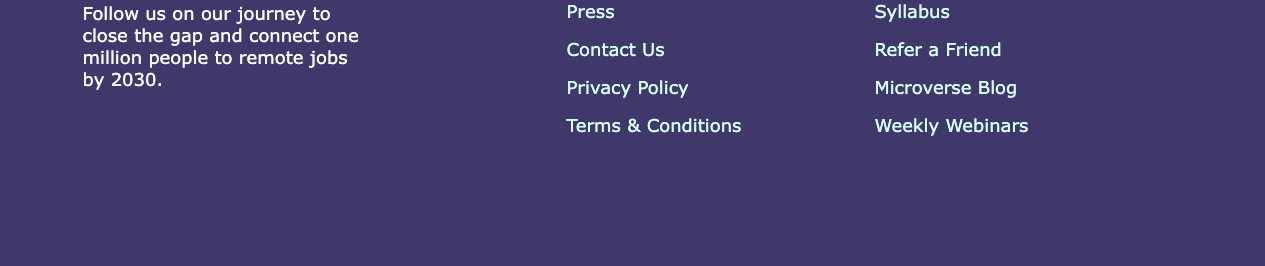 Follow us on our journey to
close the gap and connect one
million people to remote jobs
by 2030.
Press
Contact Us
Privacy Policy
Terms & Conditions
Syllabus
Refer a Friend
Microverse Blog
Weekly Webinars